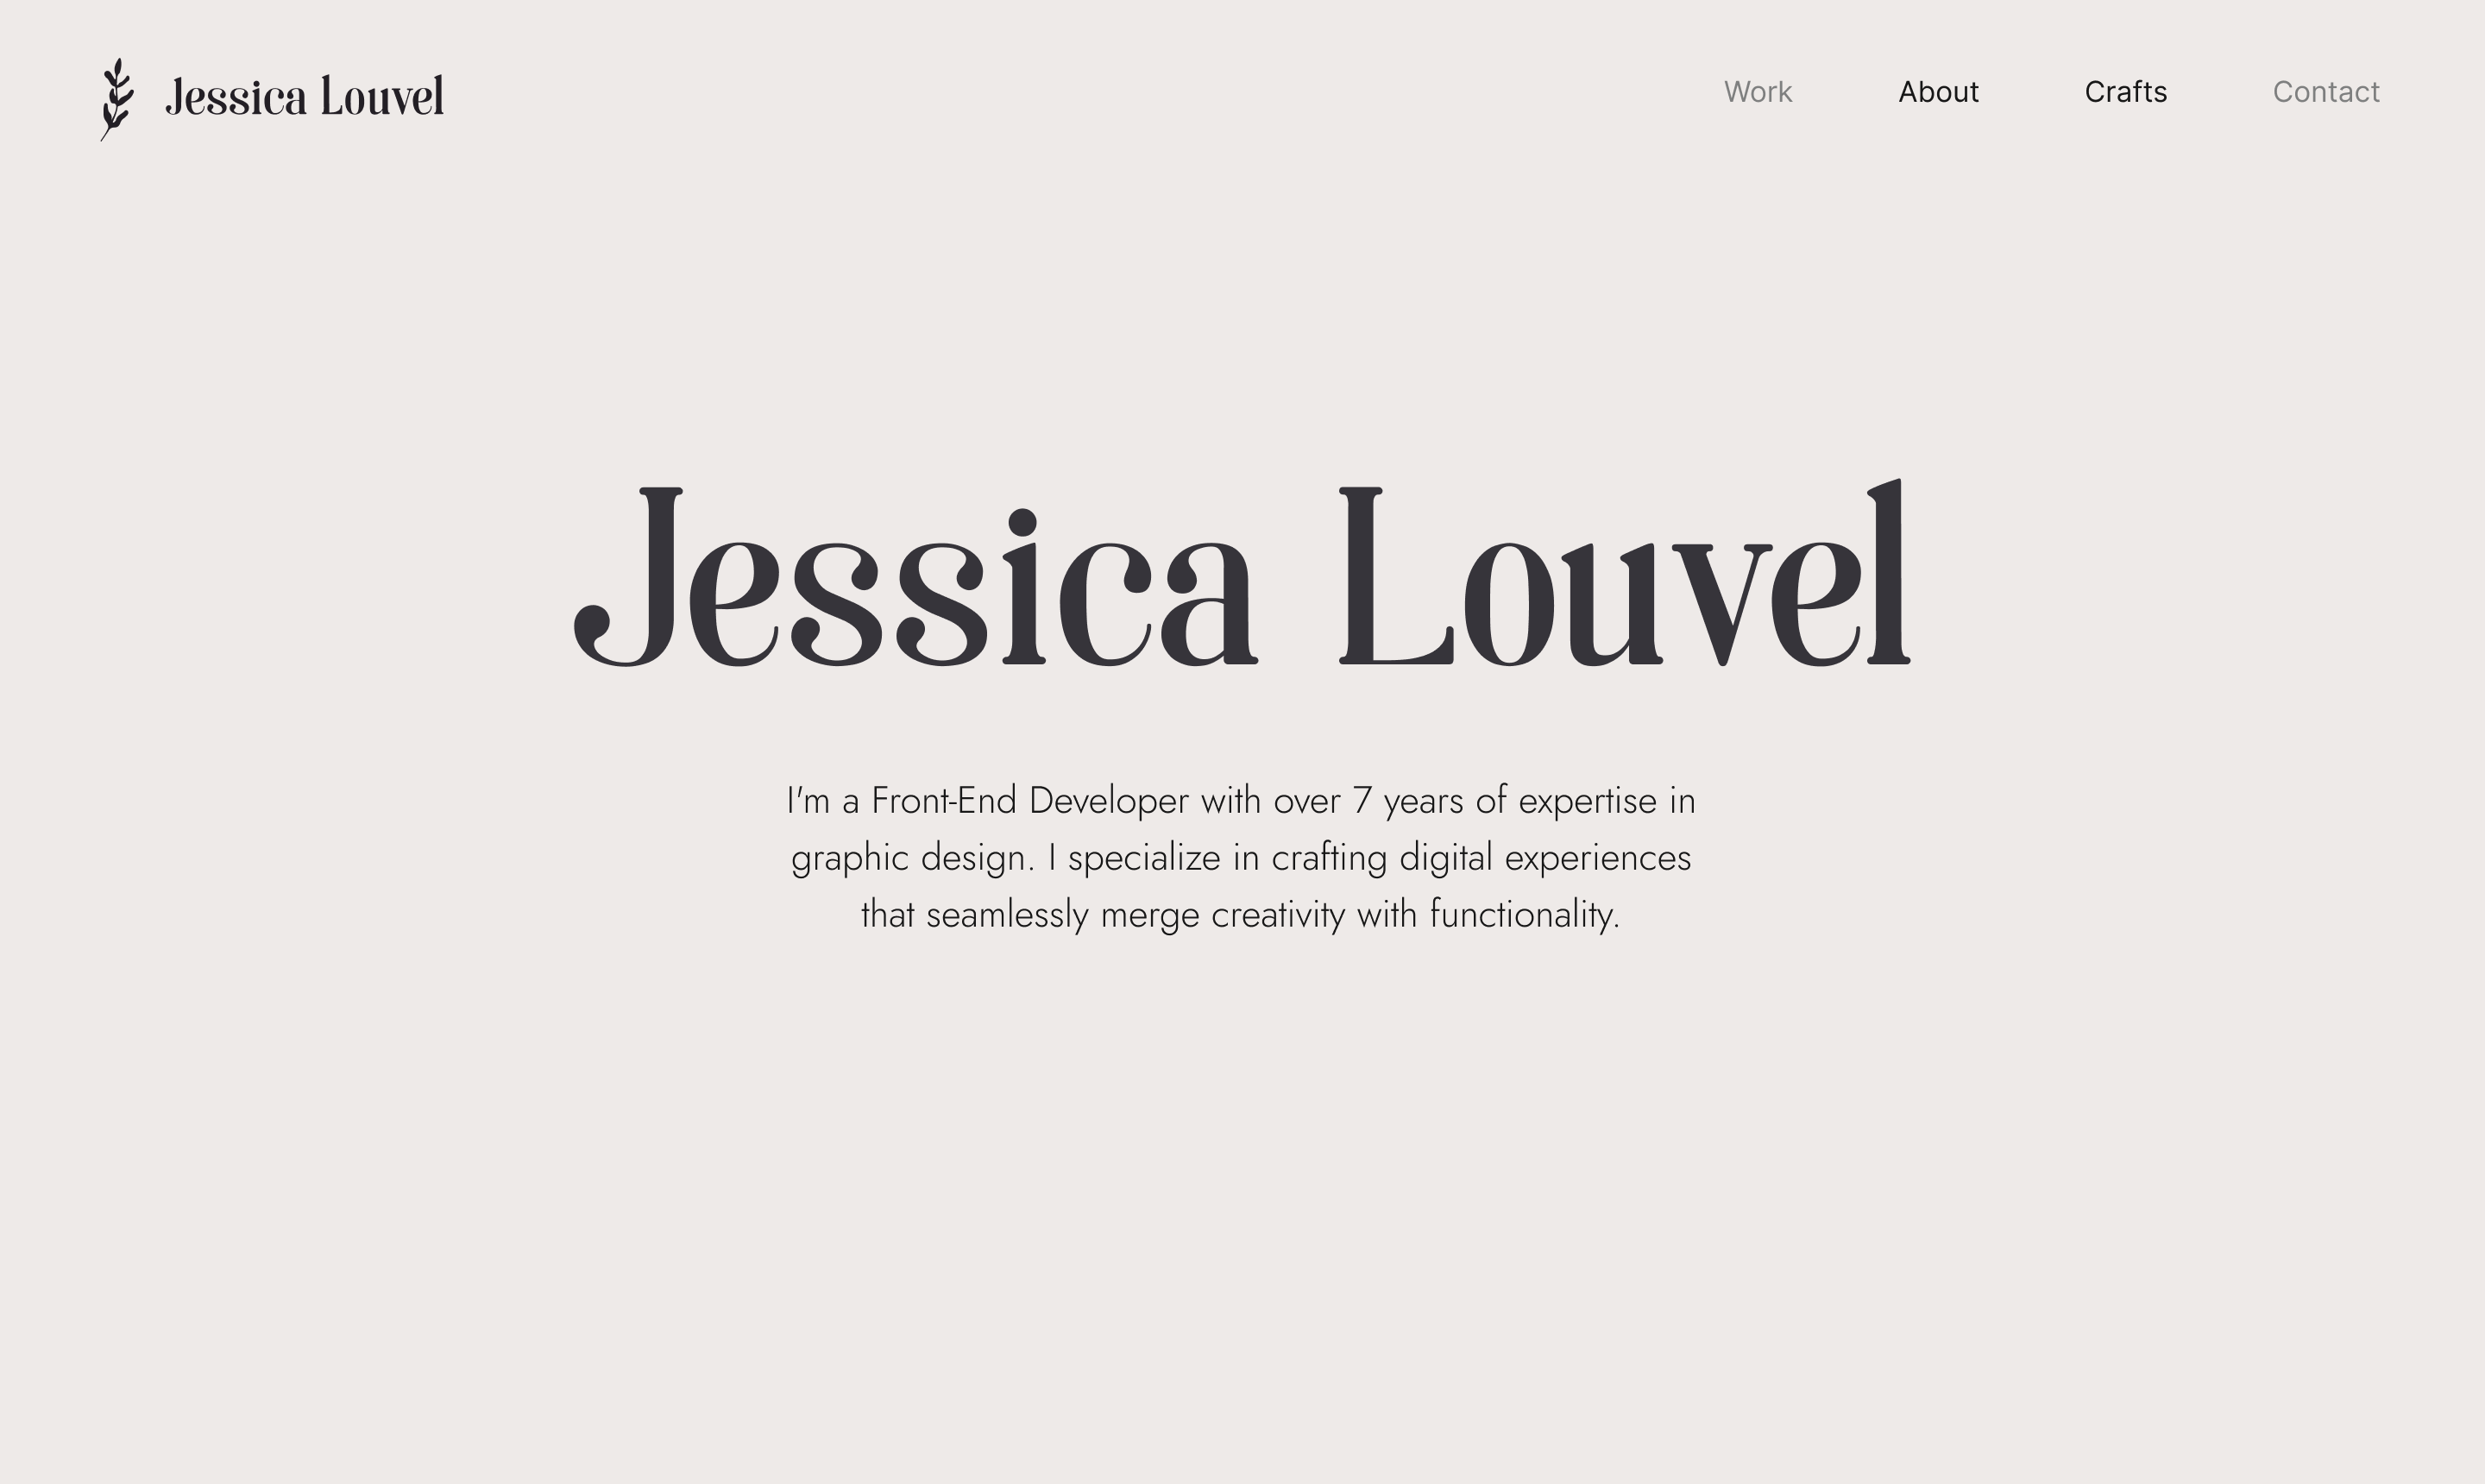 Jessica Louvel
Work About Crafts Contact
Jessica Louvel
I'm a Front-End Developer with over 7 years of expertise in
graphic design. I specialize in crafting digital experiences
that seamlessly merge creativity with functionality.